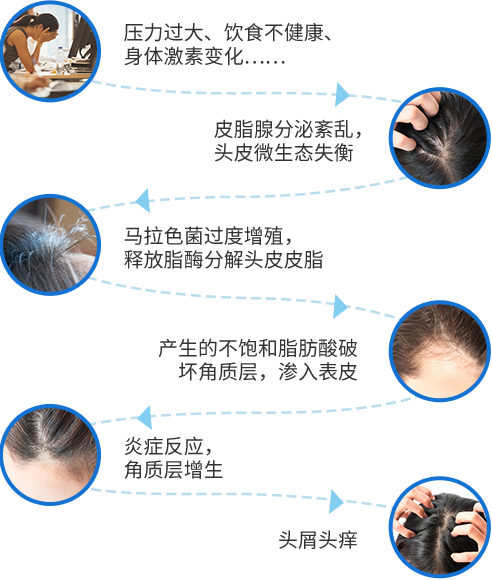 压力过大、饮食不健康、
身体激素变化……
皮脂腺分泌紊乱，
头皮微生态失衡
马拉色菌过度增殖，
释放脂酶分解头皮皮脂
产生的不饱和脂肪酸破
坏角质层，渗入表皮
炎症反应，
角质层增生
头屑头痒